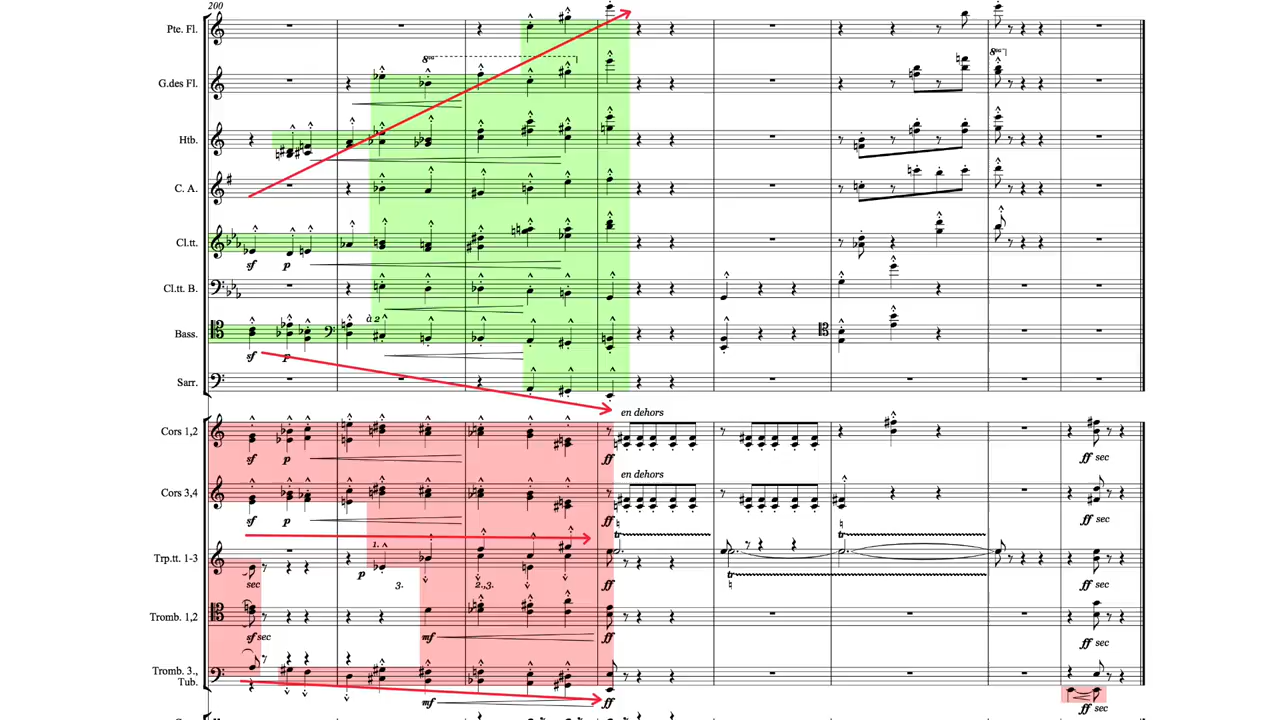 200
Pte. Fl.
8va
8va
G.des Fl.
Htb.
C. A.
Cl.tt.
sf p
Cl.tt B.
à 2
Bass.
sf p
Sarr.
en dehors
Cors 1,2
sf p ff ff sec
en dehors
Cors 3,4
sf p ff ff sec
1.
Trp.tt. 1-3
p
sec 3. 2.,3. ff ff sec
Tromb. 1,2
sf sec mf ff ff sec
Tromb. 3.,
Tub.
mf ff ff sec